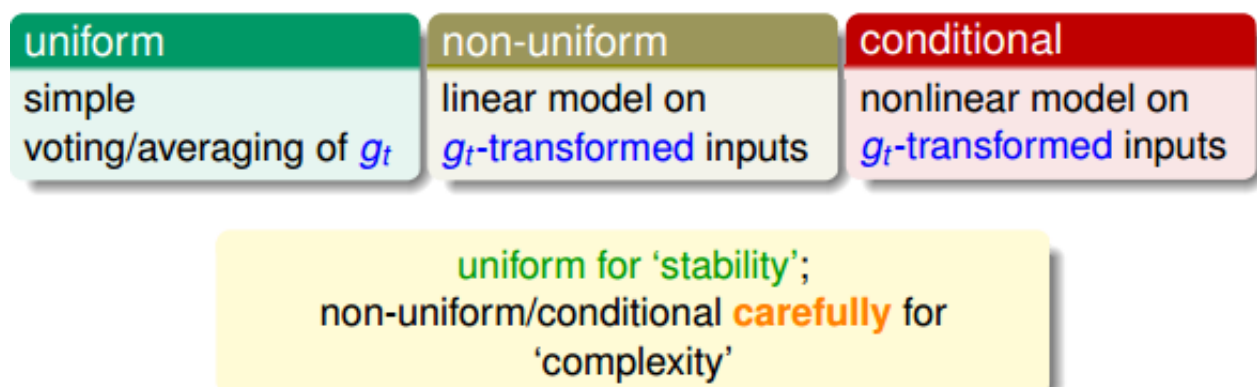 uniform
simple
voting/averaging of gt
non-uniform
linear model on
gt-transformed inputs
conditional
nonlinear model on
gt-transformed inputs
uniform for ‘stability’;
non-uniform/conditional carefully for
‘complexity’